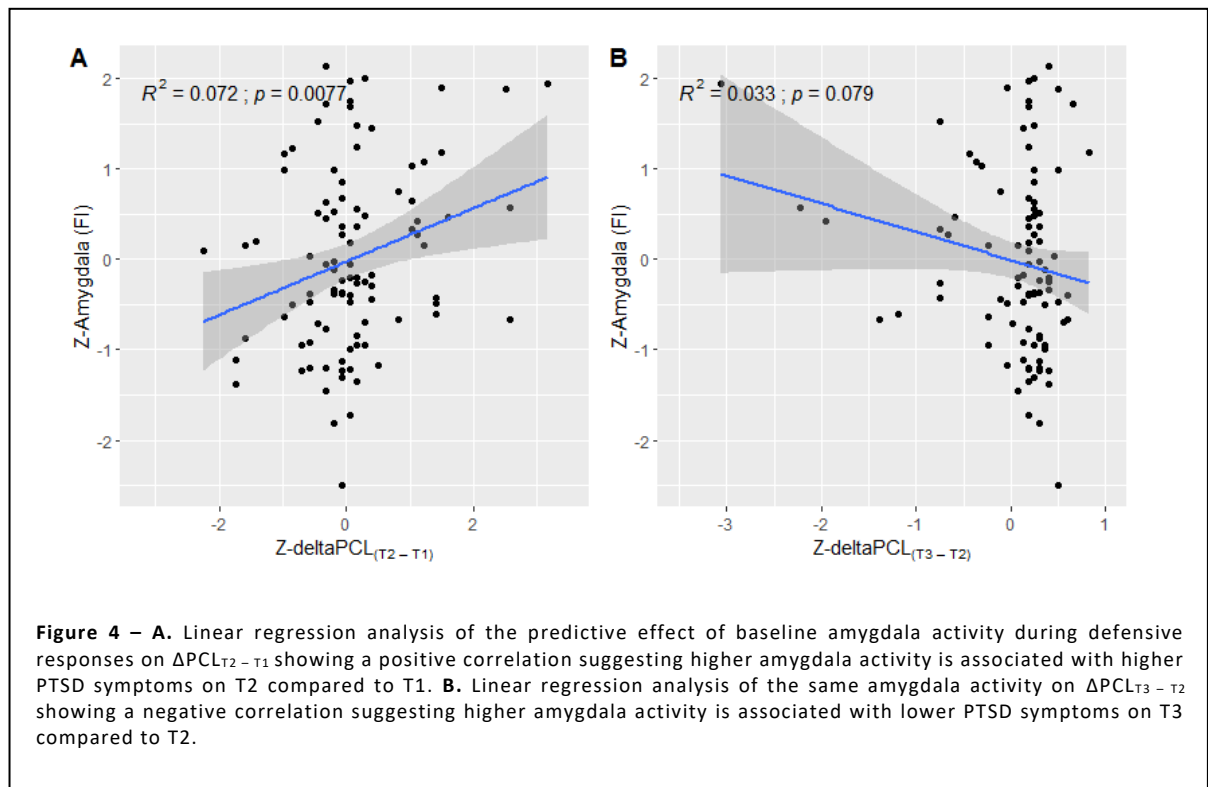 A
R² = 0.072 ; p = 0.0077
2
1
0
-1
-2
Z-Amygdala (FI)
-2 0 2
Z-deltaPCL(T2 – T1)
B
R² = 0.033 ; p = 0.079
2
1
0
-1
-2
Z-Amygdala (FI)
-3 -2 -1 0 1
Z-deltaPCL(T3 – T2)
Figure 4 – A. Linear regression analysis of the predictive effect of baseline amygdala activity during defensive
responses on ΔPCLT2 – T1 showing a positive correlation suggesting higher amygdala activity is associated with higher
PTSD symptoms on T2 compared to T1. B. Linear regression analysis of the same amygdala activity on ΔPCLT3 – T2
showing a negative correlation suggesting higher amygdala activity is associated with lower PTSD symptoms on T3
compared to T2.